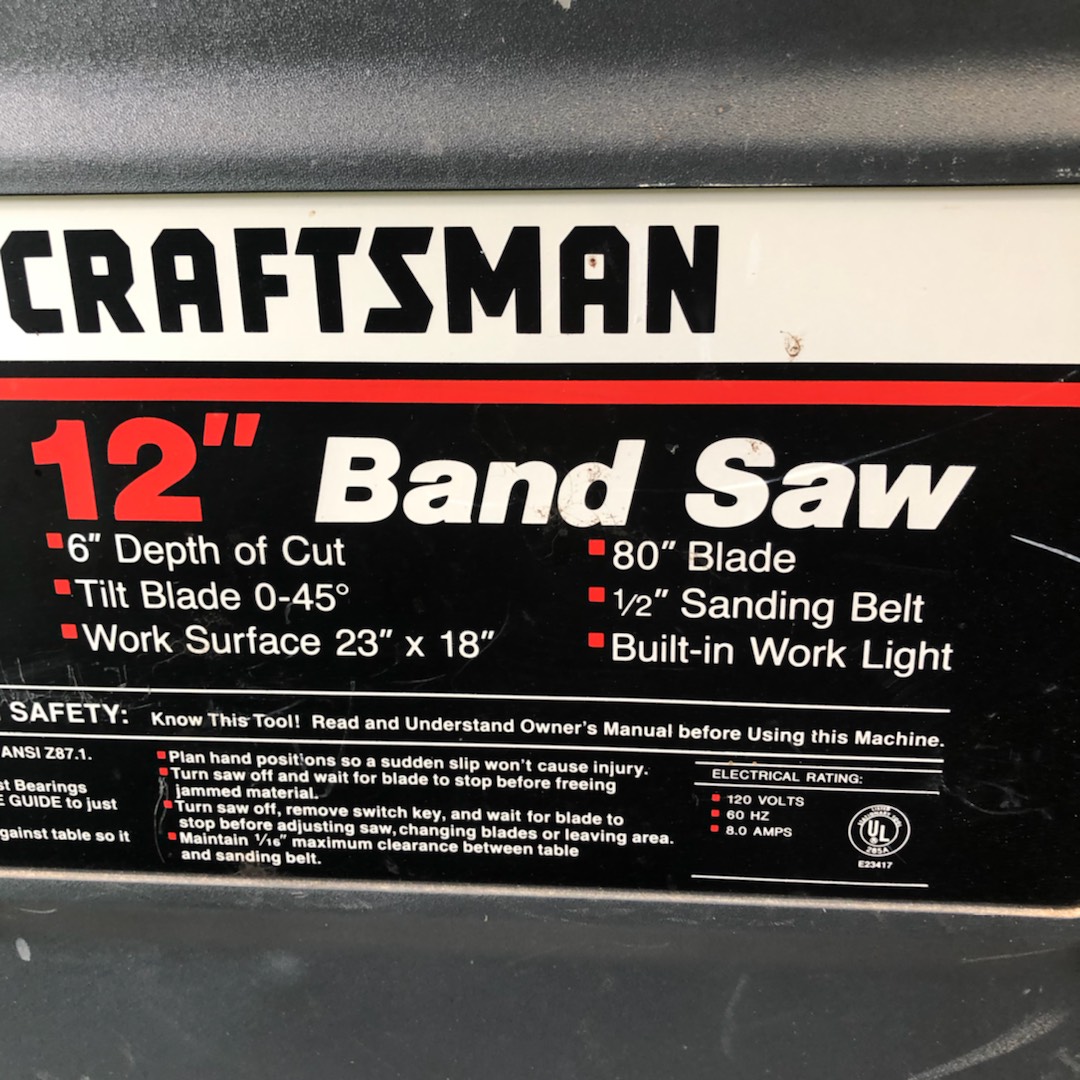 CRAFTSMAN
12" Band Saw
6" Depth of Cut
Tilt Blade 0-45°
Work Surface 23" x 18"
80" Blade
1/2" Sanding Belt
Built-in Work Light
SAFETY: Know This Tool! Read and Understand Owner's Manual before Using this Machine.
ANSI Z87.1.
Bearings
GUIDE to just
against table so it
Plan hand positions so a sudden slip won't cause injury.
Turn saw off and wait for blade to stop before freeing
jammed material.
Turn saw off, remove switch key, and wait for blade to
stop before adjusting saw, changing blades or leaving area.
Maintain 1/16" maximum clearance between table
and sanding belt.
ELECTRICAL RATING:
120 VOLTS
60 HZ
8.0 AMPS
LISTED
UL
265A
E23417